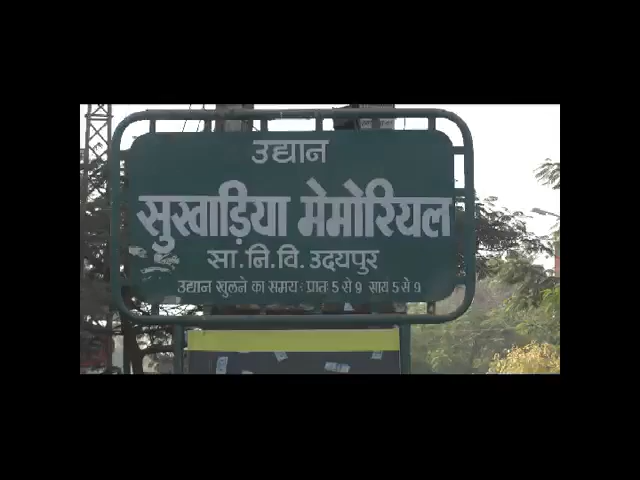 उद्यान
सुखाड़िया मेमोरियल
सा.नि.वि. उदयपुर
उद्यान खुलने का समय: प्रातः 5 से 9 सायं 5 से 9